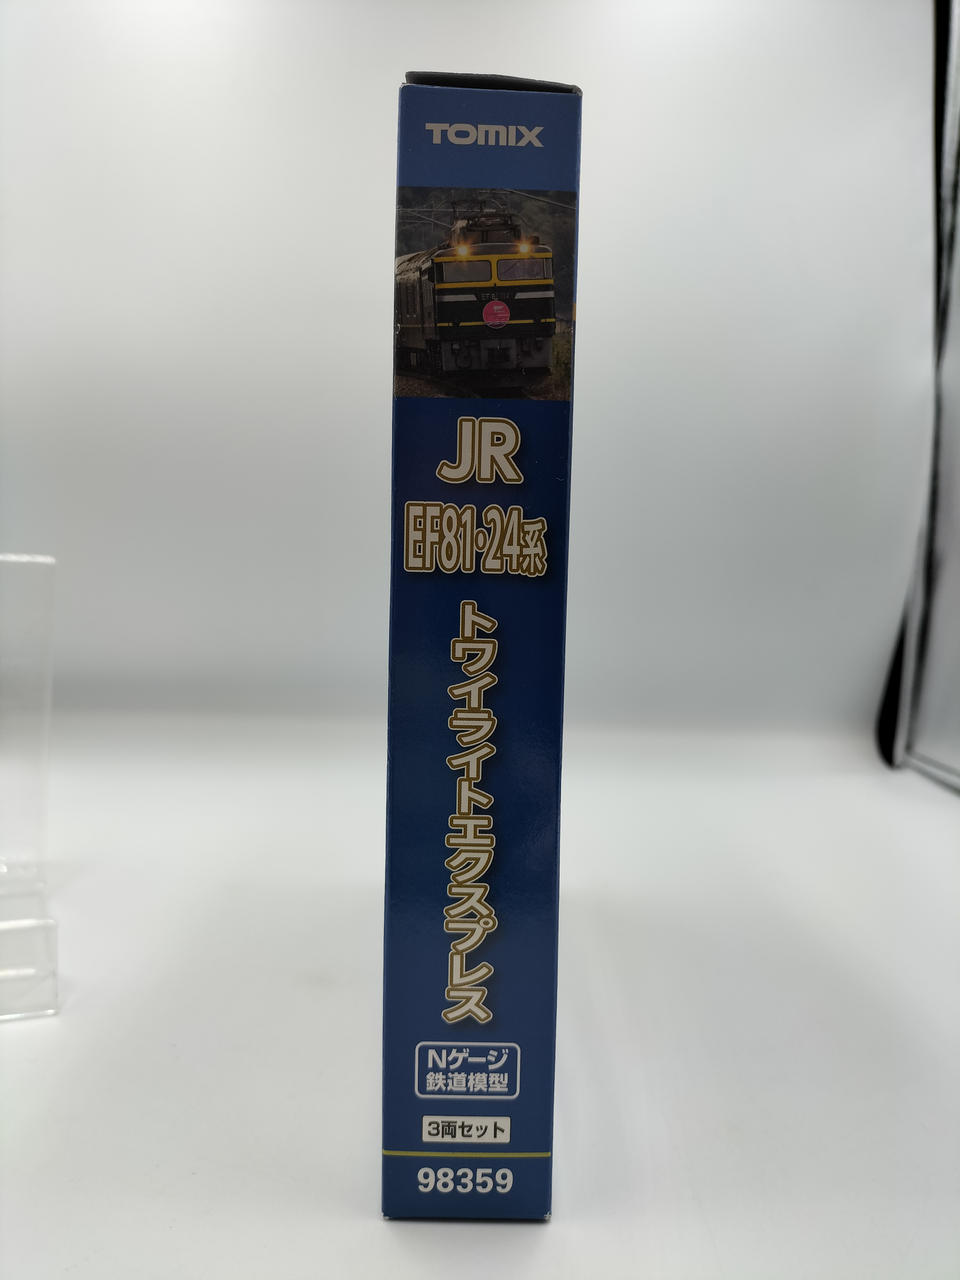 TOMIX
JR
EF81・24系
トワイライトエクスプレス
Nゲージ
鉄道模型
3両セット
98359